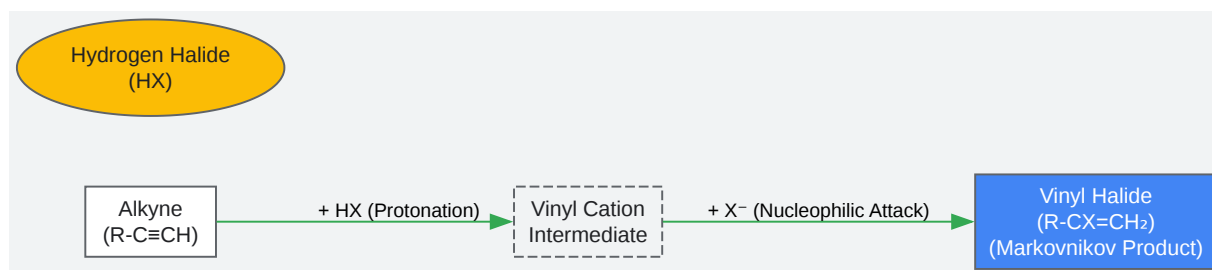 Hydrogen Halide
(HX)
Alkyne
(R-C≡CH)
+ HX (Protonation)
Vinyl Cation
Intermediate
+ X⁻ (Nucleophilic Attack)
Vinyl Halide
(R-CX=CH₂)
(Markovnikov Product)